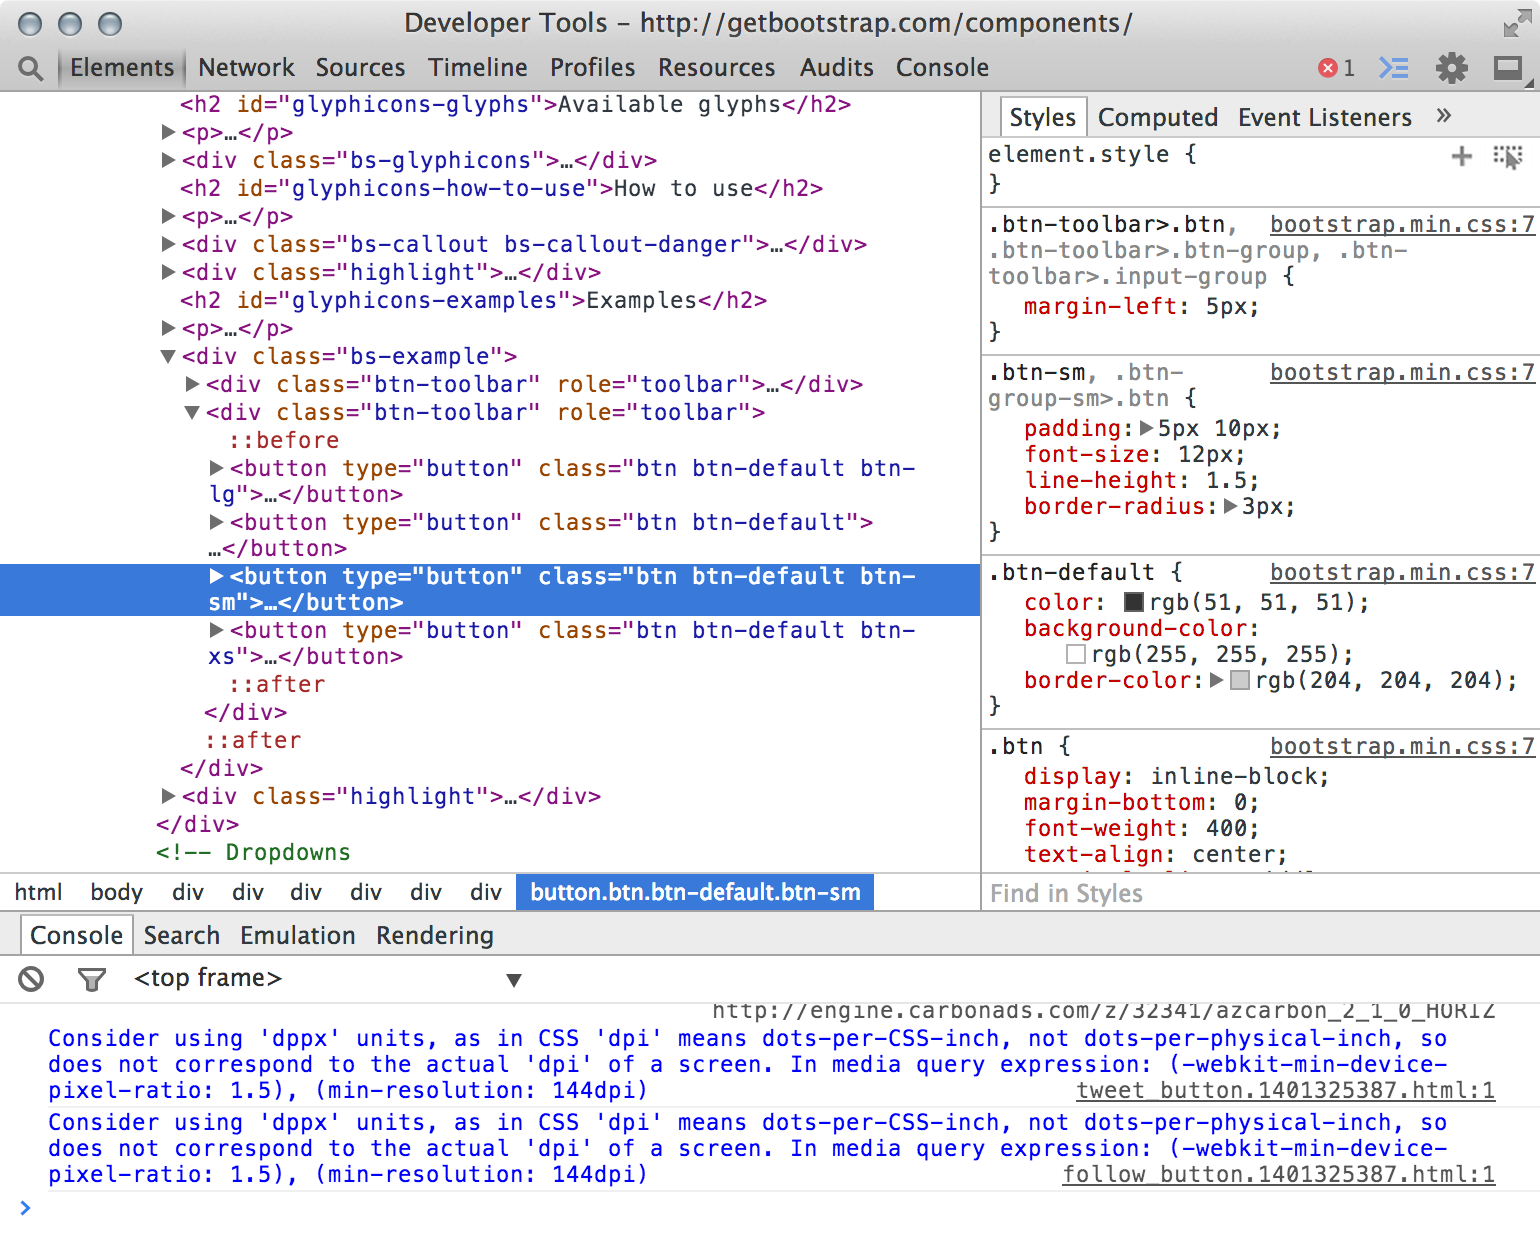 Developer Tools – http://getbootstrap.com/components/
Elements Network Sources Timeline Profiles Resources Audits Console 1
<h2 id="glyphicons-glyphs">Available glyphs</h2>
▶<p>…</p>
▶<div class="bs-glyphicons">…</div>
<h2 id="glyphicons-how-to-use">How to use</h2>
▶<p>…</p>
▶<div class="bs-callout bs-callout-danger">…</div>
▶<div class="highlight">…</div>
<h2 id="glyphicons-examples">Examples</h2>
▶<p>…</p>
▼<div class="bs-example">
▶<div class="btn-toolbar" role="toolbar">…</div>
▼<div class="btn-toolbar" role="toolbar">
::before
▶<button type="button" class="btn btn-default btn-
lg">…</button>
▶<button type="button" class="btn btn-default">
…</button>
▶<button type="button" class="btn btn-default btn-
sm">…</button>
▶<button type="button" class="btn btn-default btn-
xs">…</button>
::after
</div>
::after
</div>
▶<div class="highlight">…</div>
</div>
<!-- Dropdowns
html body div div div div div div button.btn.btn-default.btn-sm
Styles Computed Event Listeners »
element.style {
}
.btn-toolbar>.btn, bootstrap.min.css:7
.btn-toolbar>.btn-group, .btn-
toolbar>.input-group {
margin-left: 5px;
}
.btn-sm, .btn- bootstrap.min.css:7
group-sm>.btn {
padding:▶5px 10px;
font-size: 12px;
line-height: 1.5;
border-radius:▶3px;
}
.btn-default { bootstrap.min.css:7
color: rgb(51, 51, 51);
background-color:
rgb(255, 255, 255);
border-color:▶rgb(204, 204, 204);
}
.btn { bootstrap.min.css:7
display: inline-block;
margin-bottom: 0;
font-weight: 400;
text-align: center;
Find in Styles
Console Search Emulation Rendering
<top frame> ▼
http://engine.carbonads.com/z/32341/azcarbon_2_1_0_HORIZ
Consider using 'dppx' units, as in CSS 'dpi' means dots-per-CSS-inch, not dots-per-physical-inch, so
does not correspond to the actual 'dpi' of a screen. In media query expression: (-webkit-min-device-
pixel-ratio: 1.5), (min-resolution: 144dpi) tweet_button.1401325387.html:1
Consider using 'dppx' units, as in CSS 'dpi' means dots-per-CSS-inch, not dots-per-physical-inch, so
does not correspond to the actual 'dpi' of a screen. In media query expression: (-webkit-min-device-
pixel-ratio: 1.5), (min-resolution: 144dpi) follow_button.1401325387.html:1
>